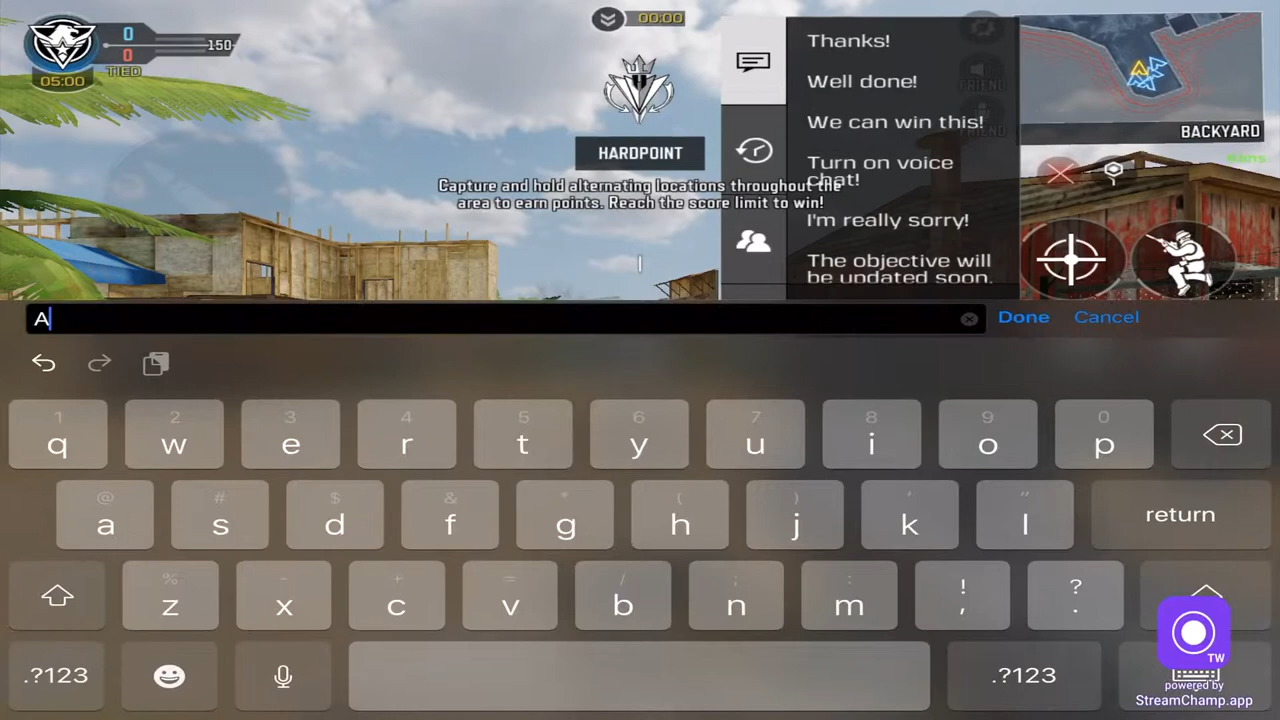 0
0
150
TIED
05:00
00:00
HARDPOINT
Capture and hold alternating locations throughout the
area to earn points. Reach the score limit to win!
Thanks!
Well done!
We can win this!
Turn on voice
chat!
I'm really sorry!
The objective will
be updated soon.
FRIEND
FRIEND
BACKYARD
A
Done Cancel
1 2 3 4 5 6 7 8 9 0
q w e r t y u i o p
@ # $ & * ( ) ' "
a s d f g h j k l return
% - + = / ; : ! ?
z x c v b n m , .
.?123 .?123
TW
powered by
StreamChamp.app